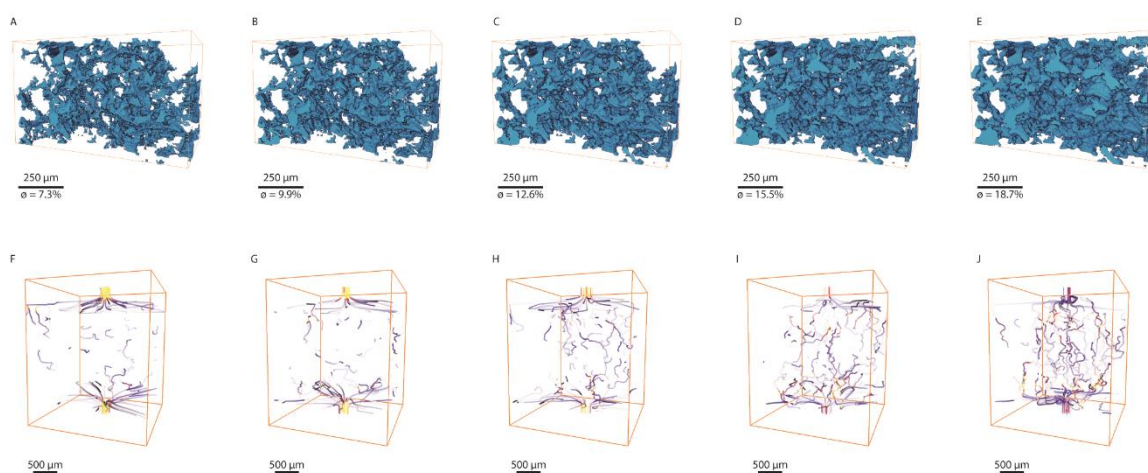 A
B
C
D
E
250 µm
ø = 7.3%
250 µm
ø = 9.9%
250 µm
ø = 12.6%
250 µm
ø = 15.5%
250 µm
ø = 18.7%
F
G
H
I
J
500 µm
500 µm
500 µm
500 µm
500 µm